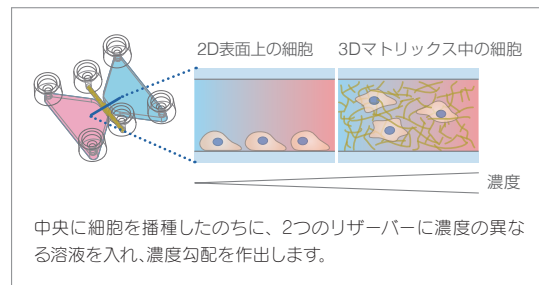 2D表面上の細胞 3Dマトリックス中の細胞
濃度
中央に細胞を播種したのちに、2つのリザーバーに濃度の異な
る溶液を入れ、濃度勾配を作出します。